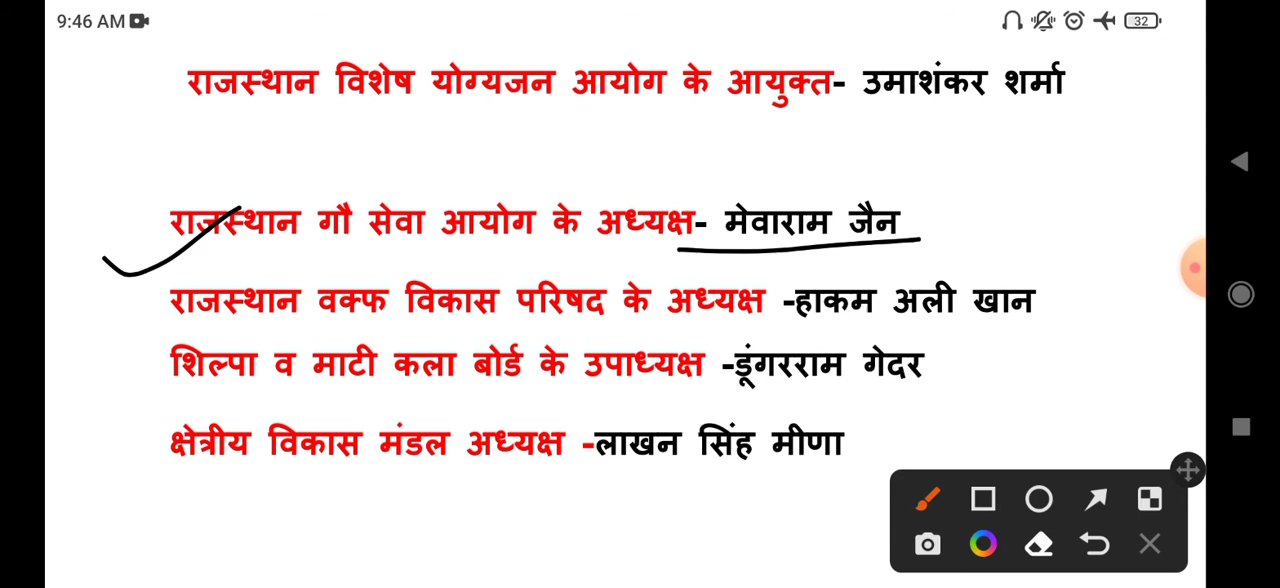 9:46 AM
32
राजस्थान विशेष योग्यजन आयोग के आयुक्त- उमाशंकर शर्मा
राजस्थान गौ सेवा आयोग के अध्यक्ष- मेवाराम जैन
राजस्थान वक्फ विकास परिषद के अध्यक्ष -हाकम अली खान
शिल्पा व माटी कला बोर्ड के उपाध्यक्ष -डूंगरराम गेदर
क्षेत्रीय विकास मंडल अध्यक्ष -लाखन सिंह मीणा